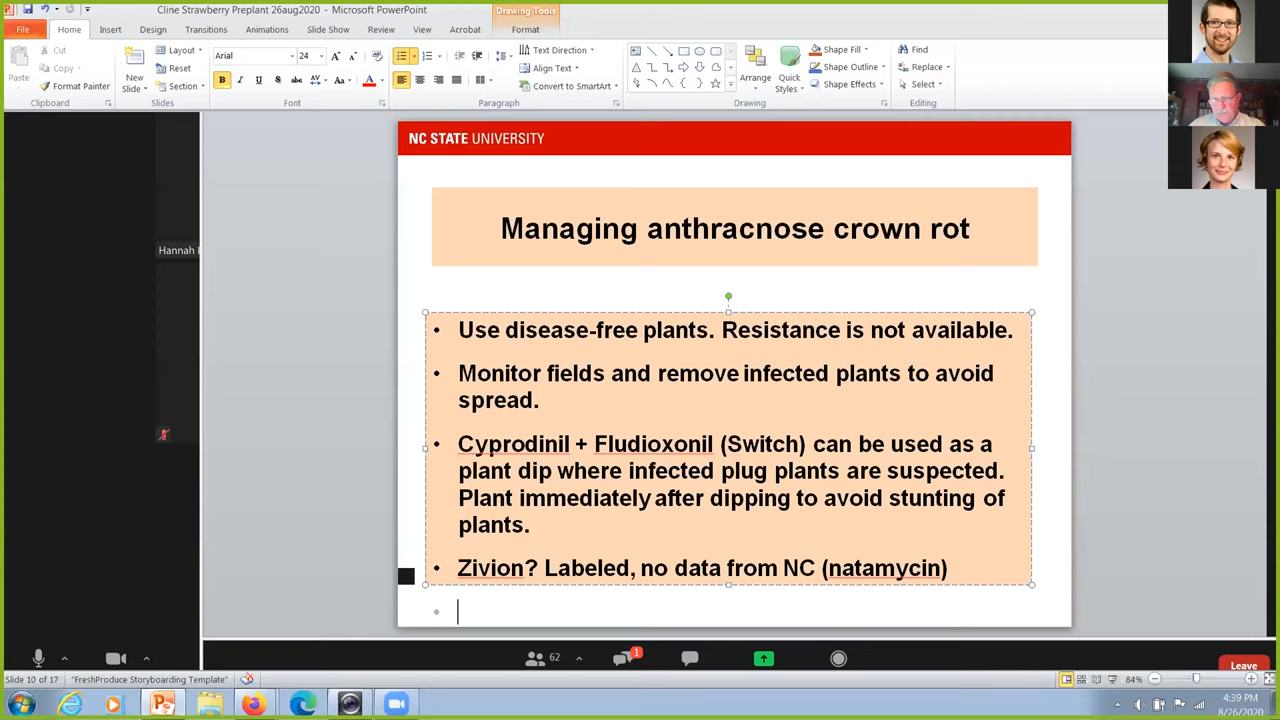 Cline Strawberry Preplant 26aug2020 - Microsoft PowerPoint
Drawing Tools
File
Home
Insert
Design
Transitions
Animations
Slide Show
Review
View
Acrobat
Format
Paste
Cut
Copy
Format Painter
Clipboard
New
Slide
Layout
Reset
Section
Slides
Arial
24
Font
Text Direction
Align Text
Convert to SmartArt
Paragraph
Arrange
Quick
Styles
Shape Fill
Shape Outline
Shape Effects
Drawing
Find
Replace
Select
Editing
Hannah
NC STATE UNIVERSITY
Managing anthracnose crown rot
• Use disease-free plants. Resistance is not available.
• Monitor fields and remove infected plants to avoid
spread.
• Cyprodinil + Fludioxonil (Switch) can be used as a
plant dip where infected plug plants are suspected.
Plant immediately after dipping to avoid stunting of
plants.
• Zivion? Labeled, no data from NC (natamycin)
62
1
Leave
Slide 10 of 17
"FreshProduce Storyboarding Template"
84%
4:39 PM
8/26/2020